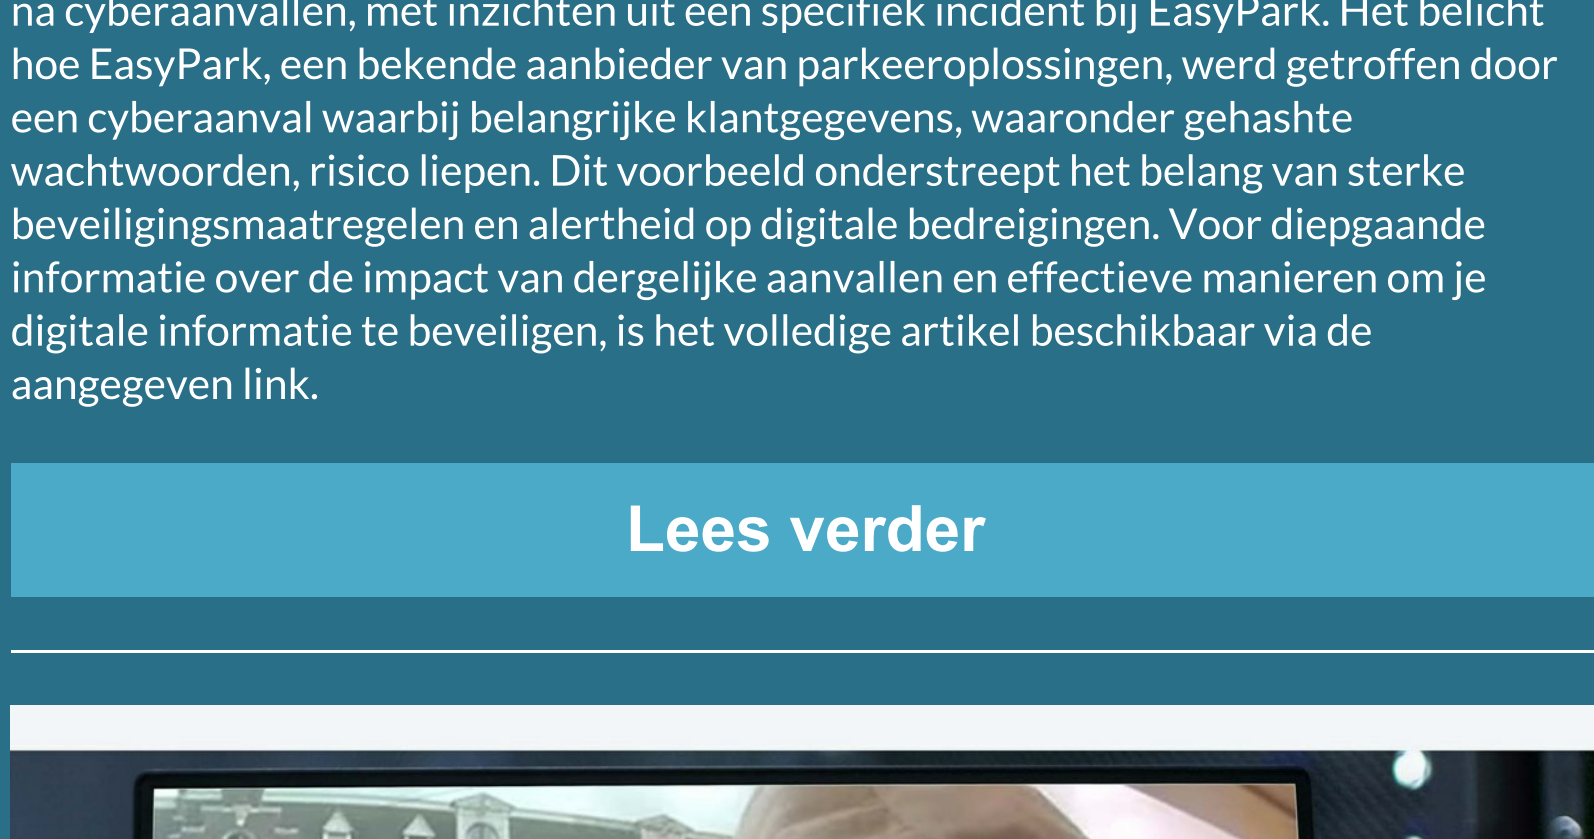 na cyberaanvallen, met inzichten uit een specifiek incident bij EasyPark. Het belicht
hoe EasyPark, een bekende aanbieder van parkeeroplossingen, werd getroffen door
een cyberaanval waarbij belangrijke klantgegevens, waaronder gehashte
wachtwoorden, risico liepen. Dit voorbeeld onderstreept het belang van sterke
beveiligingsmaatregelen en alertheid op digitale bedreigingen. Voor diepgaande
informatie over de impact van dergelijke aanvallen en effectieve manieren om je
digitale informatie te beveiligen, is het volledige artikel beschikbaar via de
aangegeven link.
Lees verder